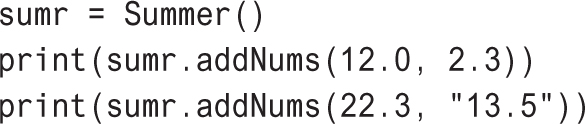 sumr = Summer()
print(sumr.addNums(12.0, 2.3))
print(sumr.addNums(22.3, "13.5"))